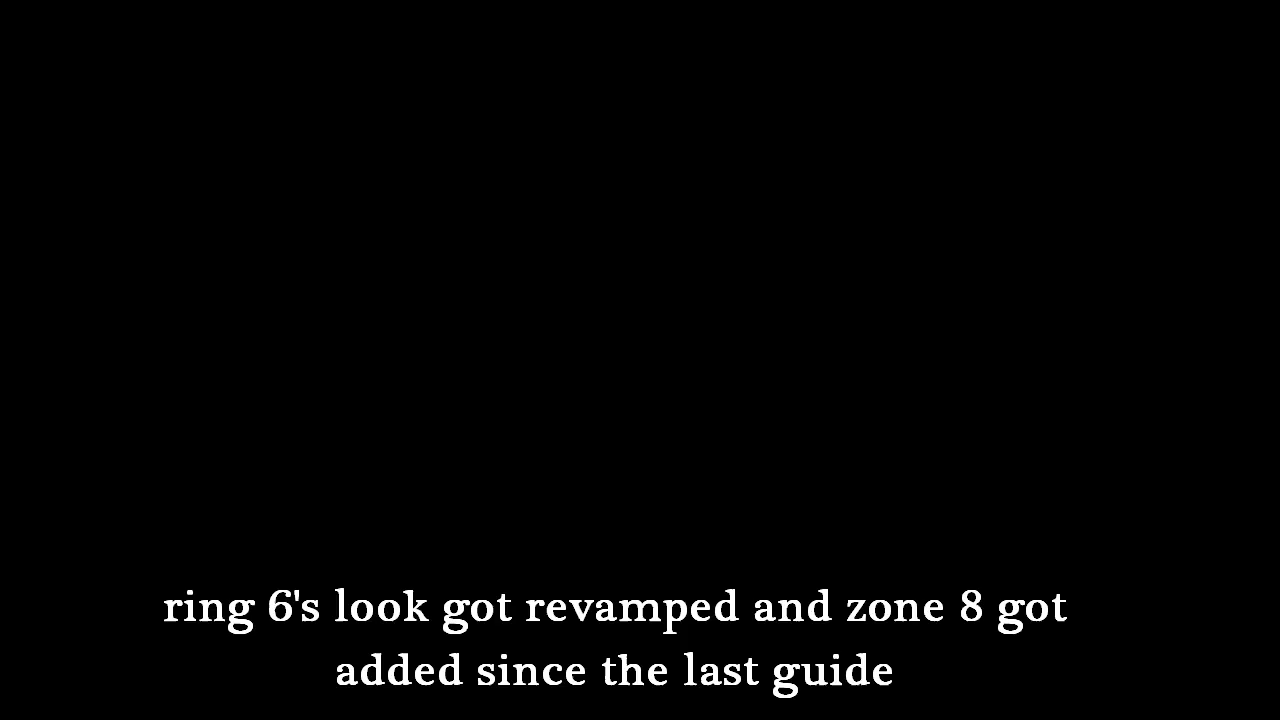 ring 6's look got revamped and zone 8 got
added since the last guide